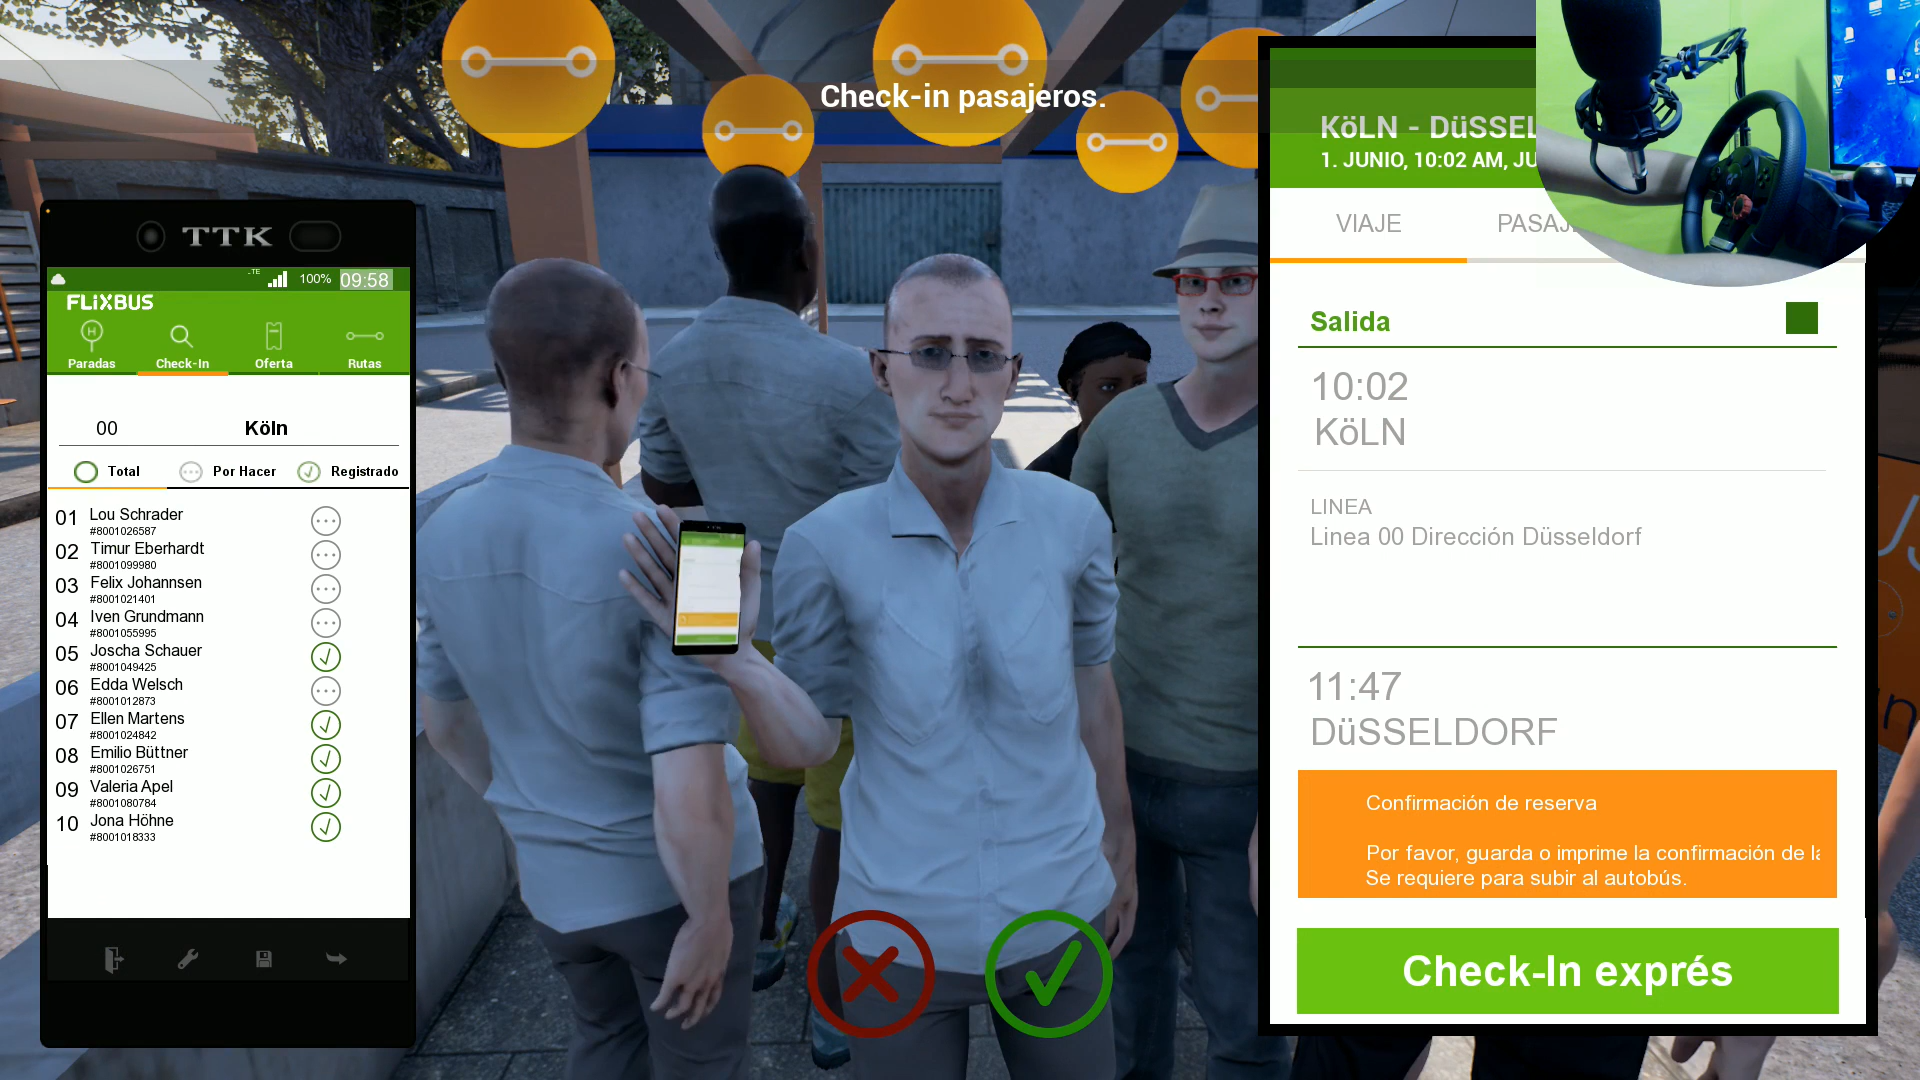 Check-in pasajeros.
TTK
LTE
100%
09:58
FLiXBUS
Paradas
Check-In
Oferta
Rutas
00
Köln
Total
Por Hacer
Registrado
01 Lou Schrader
#8001026587
02 Timur Eberhardt
#8001099980
03 Felix Johannsen
#8001021401
04 Iven Grundmann
#8001055995
05 Joscha Schauer
#8001049425
06 Edda Welsch
#8001012873
07 Ellen Martens
#8001024842
08 Emilio Büttner
#8001026751
09 Valeria Apel
#8001080784
10 Jona Höhne
#8001018333
KöLN - DüSSEL
1. JUNIO, 10:02 AM, JU
VIAJE
PASAJ
Salida
10:02
KöLN
LINEA
Linea 00 Dirección Düsseldorf
11:47
DüSSELDORF
Confirmación de reserva
Por favor, guarda o imprime la confirmación de la
Se requiere para subir al autobús.
Check-In exprés